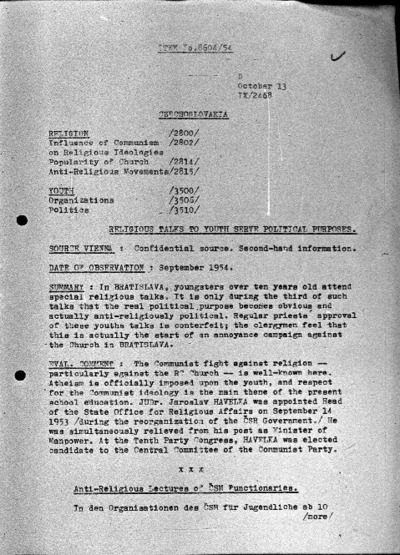 ITEM No.8604/54
D
October 13
IX/2468
CZECHOSLOVAKIA
RELIGION /2800/
Influence of Communism /2802/
on Religious Ideologies
Popularity of Church /2814/
Anti-Religious Movements/2815/
YOUTH /3500/
Organizations /3506/
Politics /3510/
RELIGIOUS TALKS TO YOUTH SERVE POLITICAL PURPOSES.
SOURCE VIENNA : Confidential source. Second-hand information.
DATE OF OBSERVATION : September 1954.
SUMMARY : In BRATISLAVA, youngsters over ten years old attend
special religious talks. It is only during the third of such
talks that the real political purpose becomes obvious and
actually anti-religiously political. Regular priests' approval
of these youths talks is conterfeit; the clergymen feel that
this is actually the start of an annoyance campaign against
the Church in BRATISLAVA.
EVAL. COMMENT : The Communist fight against religion --
particularly against the RC Church -- is well-known here.
Atheism is officially imposed upon the youth, and respect
for the Communist ideology is the main theme of the present
school education. JUDr. Jaroslav HAVELKA was appointed Head
of the State Office for Religious Affairs on September 14
1953 /during the reorganization of the ČSR Government./ He
was simultaneously relieved from his post as Minister of
Manpower. At the Tenth Party Congress, HAVELKA was elected
candidate to the Central Committee of the Communist Party.
x x x
Anti-Religious Lectures of ČSM Functionaries.
In den Organisationen des ČSM für Jugendliche ab 10
/more/